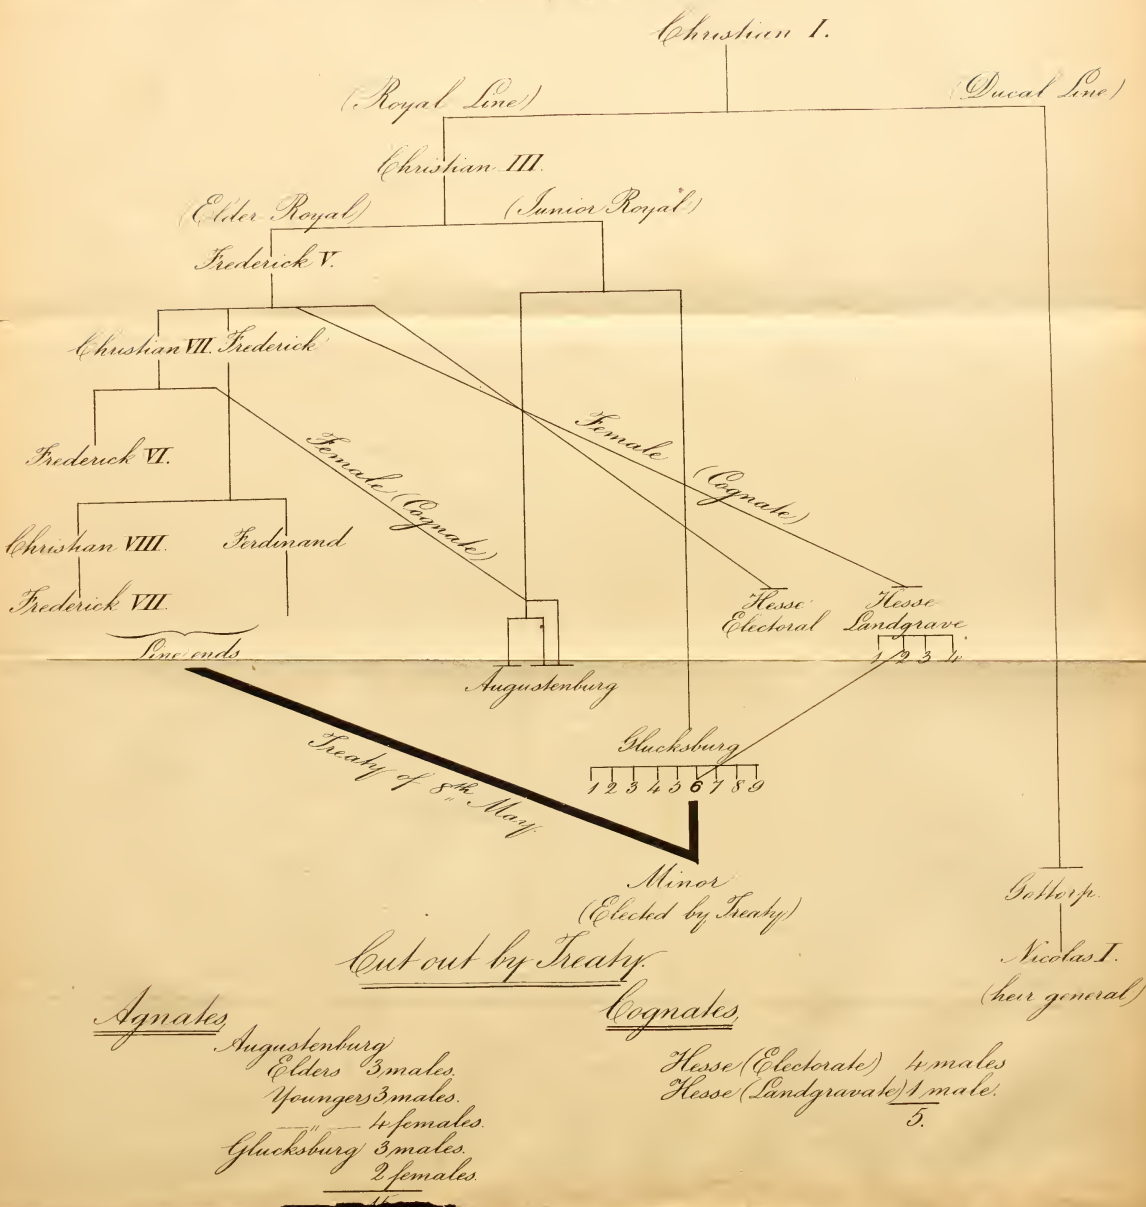 Christian I.
(Royal Line)
(Ducal Line)
Christian III.
(Elder Royal)
(Junior Royal)
Frederick V.
Christian VII. Frederick
Female (Cognate)
Female (Cognate)
Frederick VI.
Christian VIII.
Ferdinand
Frederick VII.
Line ends
Hesse
Electoral
Hesse
Landgrave
1 2 3 4
Augustenburg
Treaty of 8th May.
Glucksburg
1 2 3 4 5 6 7 8 9
Minor
(Elected by Treaty)
Gottorp.
Nicolas I.
(heir general)
Cut out by Treaty.
Agnates,
Augustenburg
Elders 3 males.
Youngers 3 males.
—"— 4 females.
Glucksburg 3 males.
2 females.
Cognates,
Hesse (Electorate) 4 males
Hesse (Landgravate) 1 male.
5.